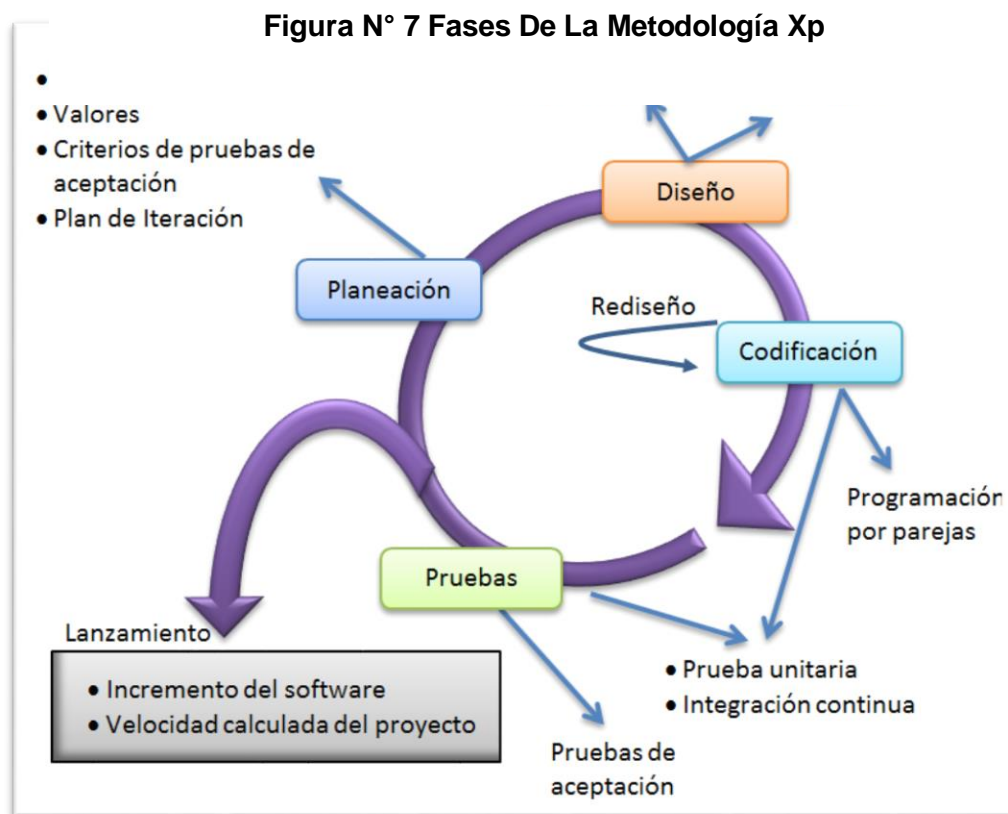 Figura N° 7 Fases De La Metodología Xp
•
• Valores
• Criterios de pruebas de
aceptación
• Plan de Iteración
Diseño
Planeación
Rediseño
Codificación
Programación
por parejas
Pruebas
Lanzamiento
• Incremento del software
• Velocidad calculada del proyecto
• Prueba unitaria
• Integración continua
Pruebas de
aceptación